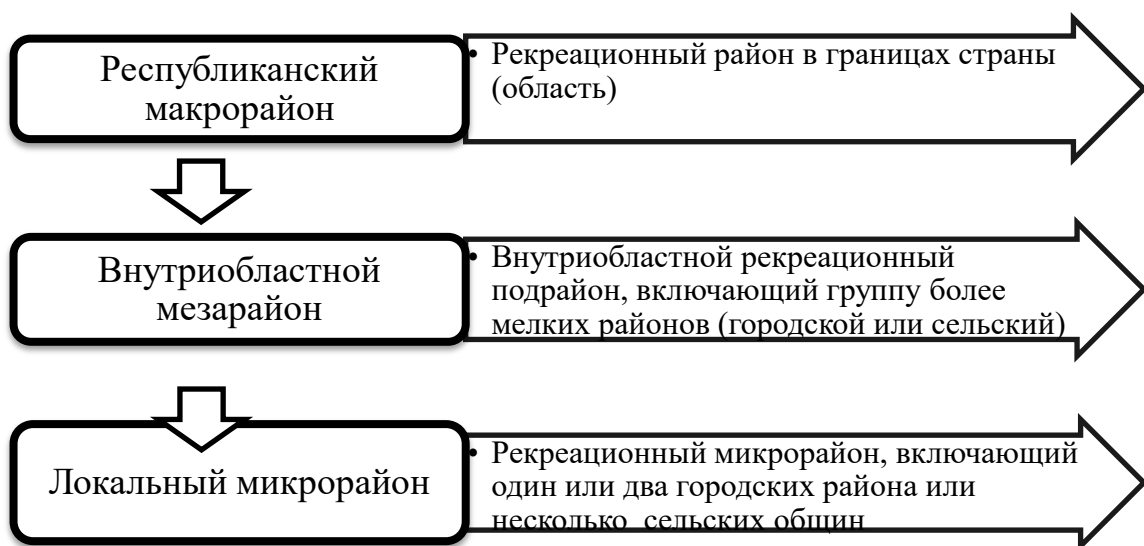 Республиканский
макрорайон
• Рекреационный район в границах страны
(область)
Внутриобластной
мезарайон
• Внутриобластной рекреационный
подрайон, включающий группу более
мелких районов (городской или сельский)
Локальный микрорайон
• Рекреационный микрорайон, включающий
один или два городских района или
несколько сельских общин